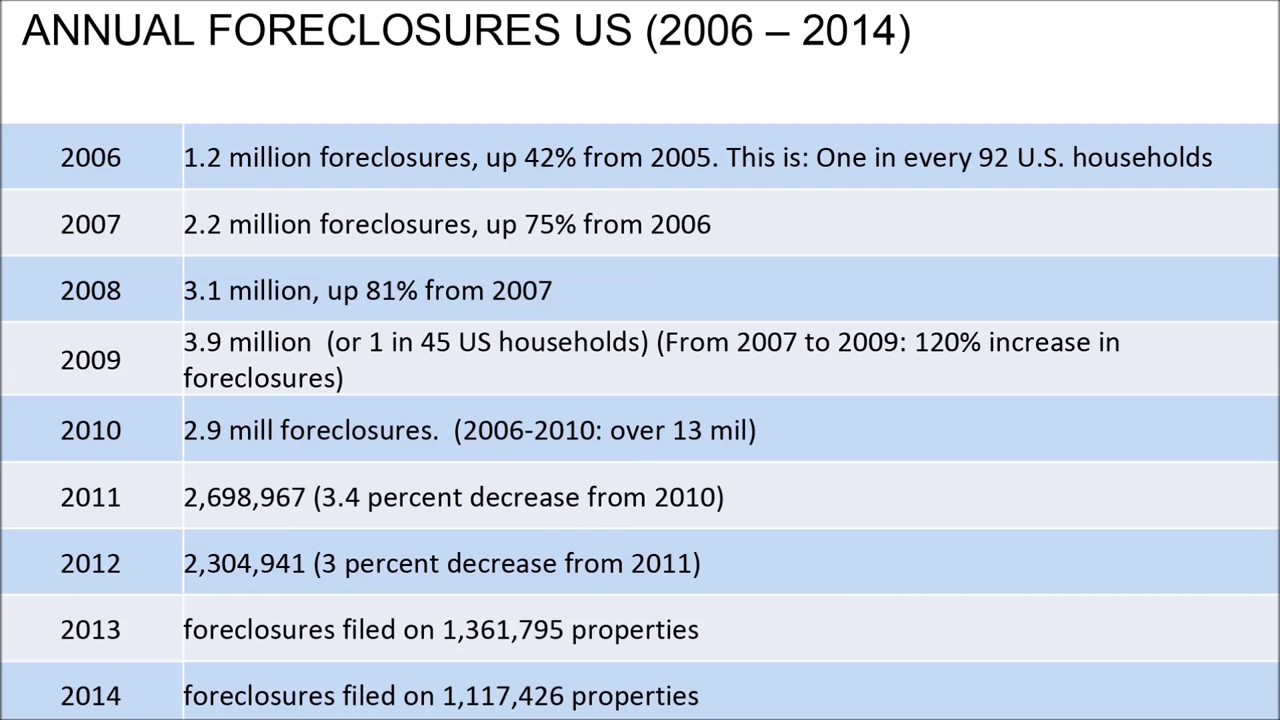 ANNUAL FORECLOSURES US (2006 – 2014)
2006 1.2 million foreclosures, up 42% from 2005. This is: One in every 92 U.S. households
2007 2.2 million foreclosures, up 75% from 2006
2008 3.1 million, up 81% from 2007
2009 3.9 million (or 1 in 45 US households) (From 2007 to 2009: 120% increase in
foreclosures)
2010 2.9 mill foreclosures. (2006-2010: over 13 mil)
2011 2,698,967 (3.4 percent decrease from 2010)
2012 2,304,941 (3 percent decrease from 2011)
2013 foreclosures filed on 1,361,795 properties
2014 foreclosures filed on 1,117,426 properties